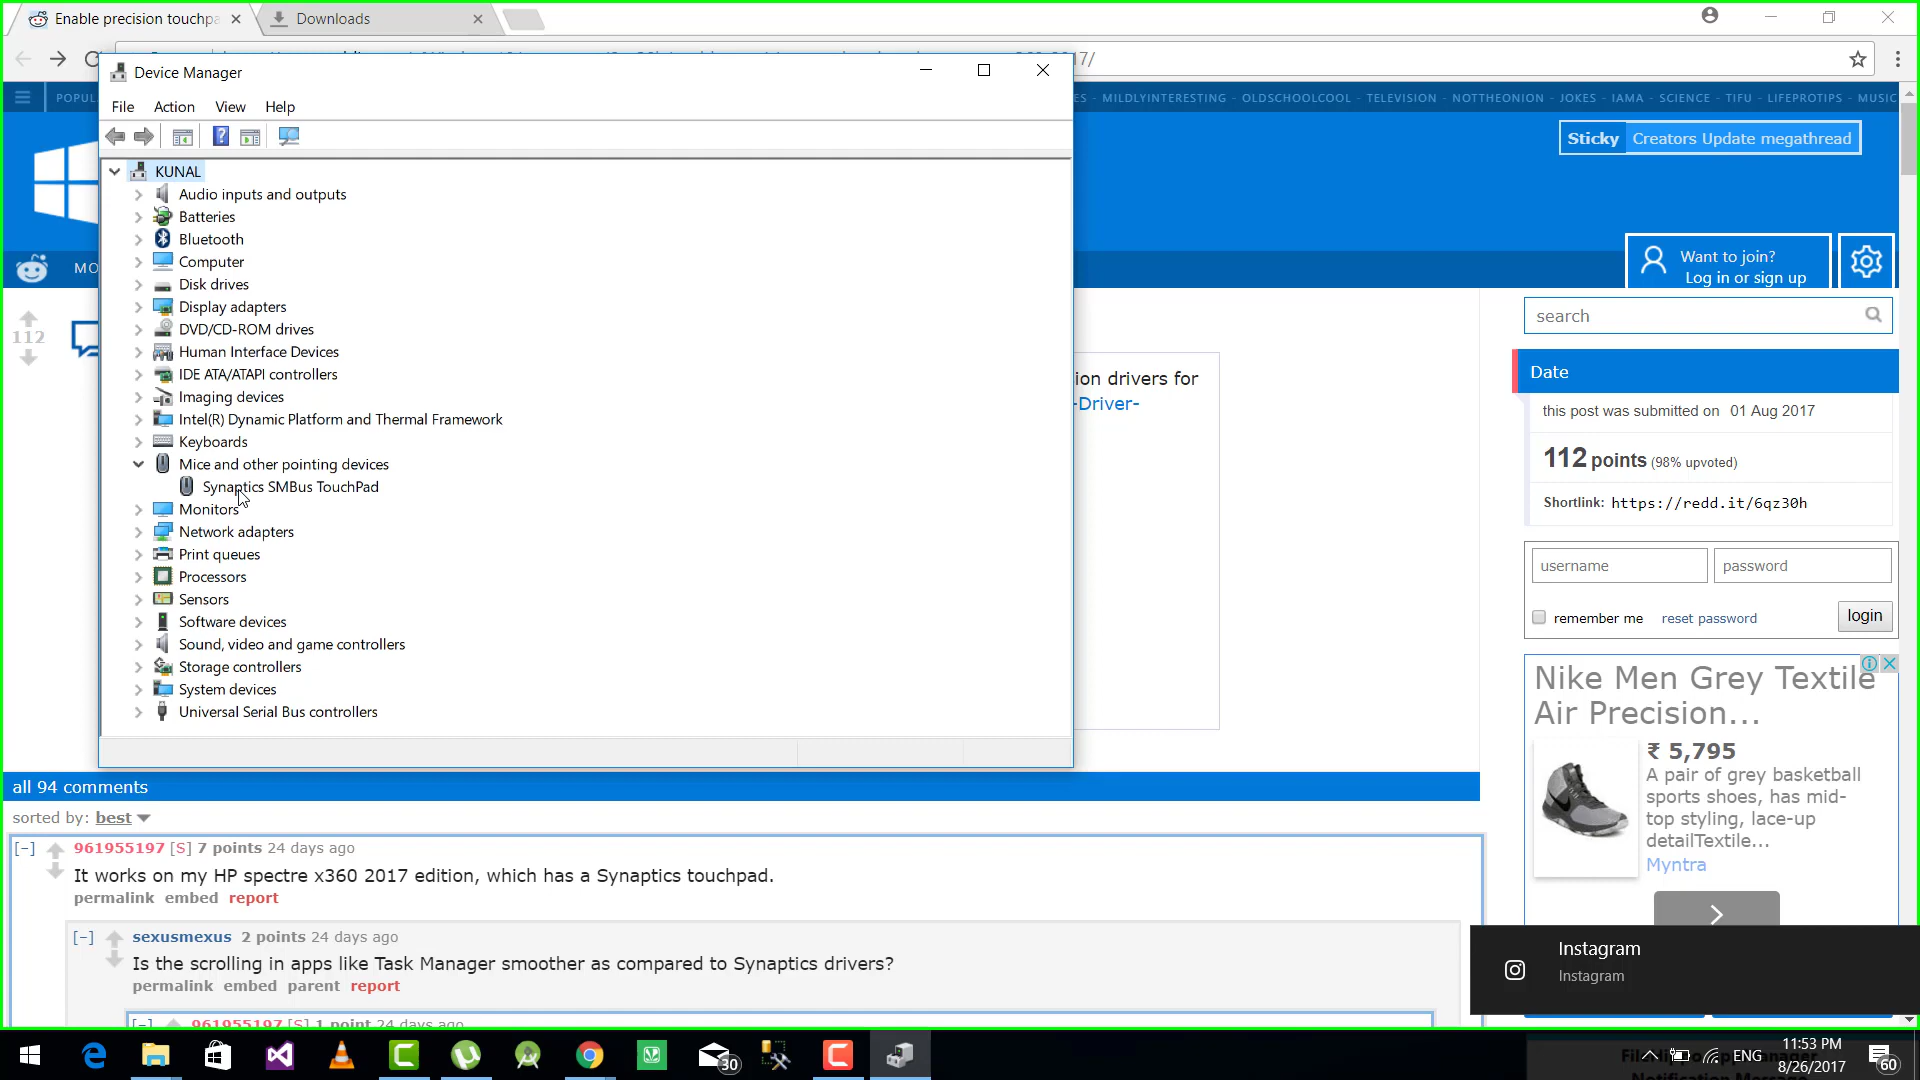 Enable precision touchpa
Downloads
17/
Device Manager
File Action View Help
POPUL
ES - MILDLYINTERESTING - OLDSCHOOLCOOL - TELEVISION - NOTTHEONION - JOKES - IAMA - SCIENCE - TIFU - LIFEPROTIPS - MUSIC
Sticky Creators Update megathread
KUNAL
Audio inputs and outputs
Batteries
Bluetooth
Computer
Disk drives
Display adapters
DVD/CD-ROM drives
Human Interface Devices
IDE ATA/ATAPI controllers
Imaging devices
Intel(R) Dynamic Platform and Thermal Framework
Keyboards
Mice and other pointing devices
Synaptics SMBus TouchPad
Monitors
Network adapters
Print queues
Processors
Sensors
Software devices
Sound, video and game controllers
Storage controllers
System devices
Universal Serial Bus controllers
MO
112
Want to join?
Log in or sign up
search
ion drivers for
-Driver-
Date
this post was submitted on 01 Aug 2017
112 points (98% upvoted)
Shortlink: https://redd.it/6qz30h
username password
remember me reset password login
Nike Men Grey Textile
Air Precision...
₹ 5,795
A pair of grey basketball
sports shoes, has mid-
top styling, lace-up
detailTextile...
Myntra
all 94 comments
sorted by: best
[–] 961955197 [S] 7 points 24 days ago
It works on my HP spectre x360 2017 edition, which has a Synaptics touchpad.
permalink embed report
[–] sexusmexus 2 points 24 days ago
Is the scrolling in apps like Task Manager smoother as compared to Synaptics drivers?
permalink embed parent report
[–] 961955197 [S] 1 point 24 days ago
Instagram
Instagram
30
ENG
11:53 PM
8/26/2017
60